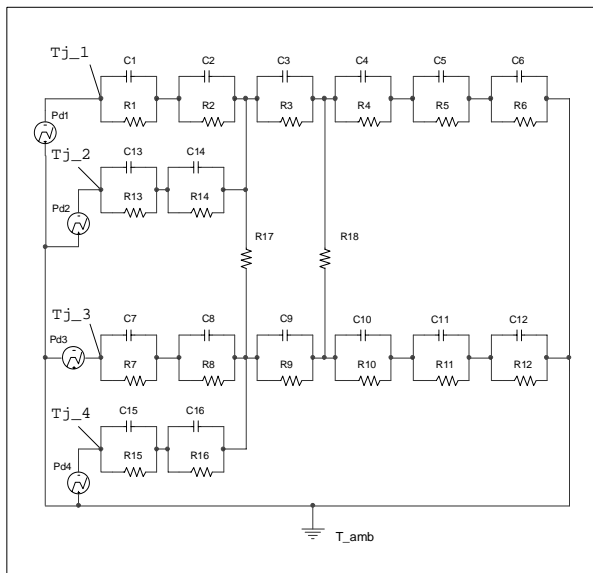 Tj_1
C1 C2 C3 C4 C5 C6
R1 R2 R3 R4 R5 R6
Pd1
Tj_2
C13 C14
R13 R14
Pd2
R17 R18
Tj_3
C7 C8 C9 C10 C11 C12
Pd3
R7 R8 R9 R10 R11 R12
Tj_4
C15 C16
R15 R16
Pd4
T_amb